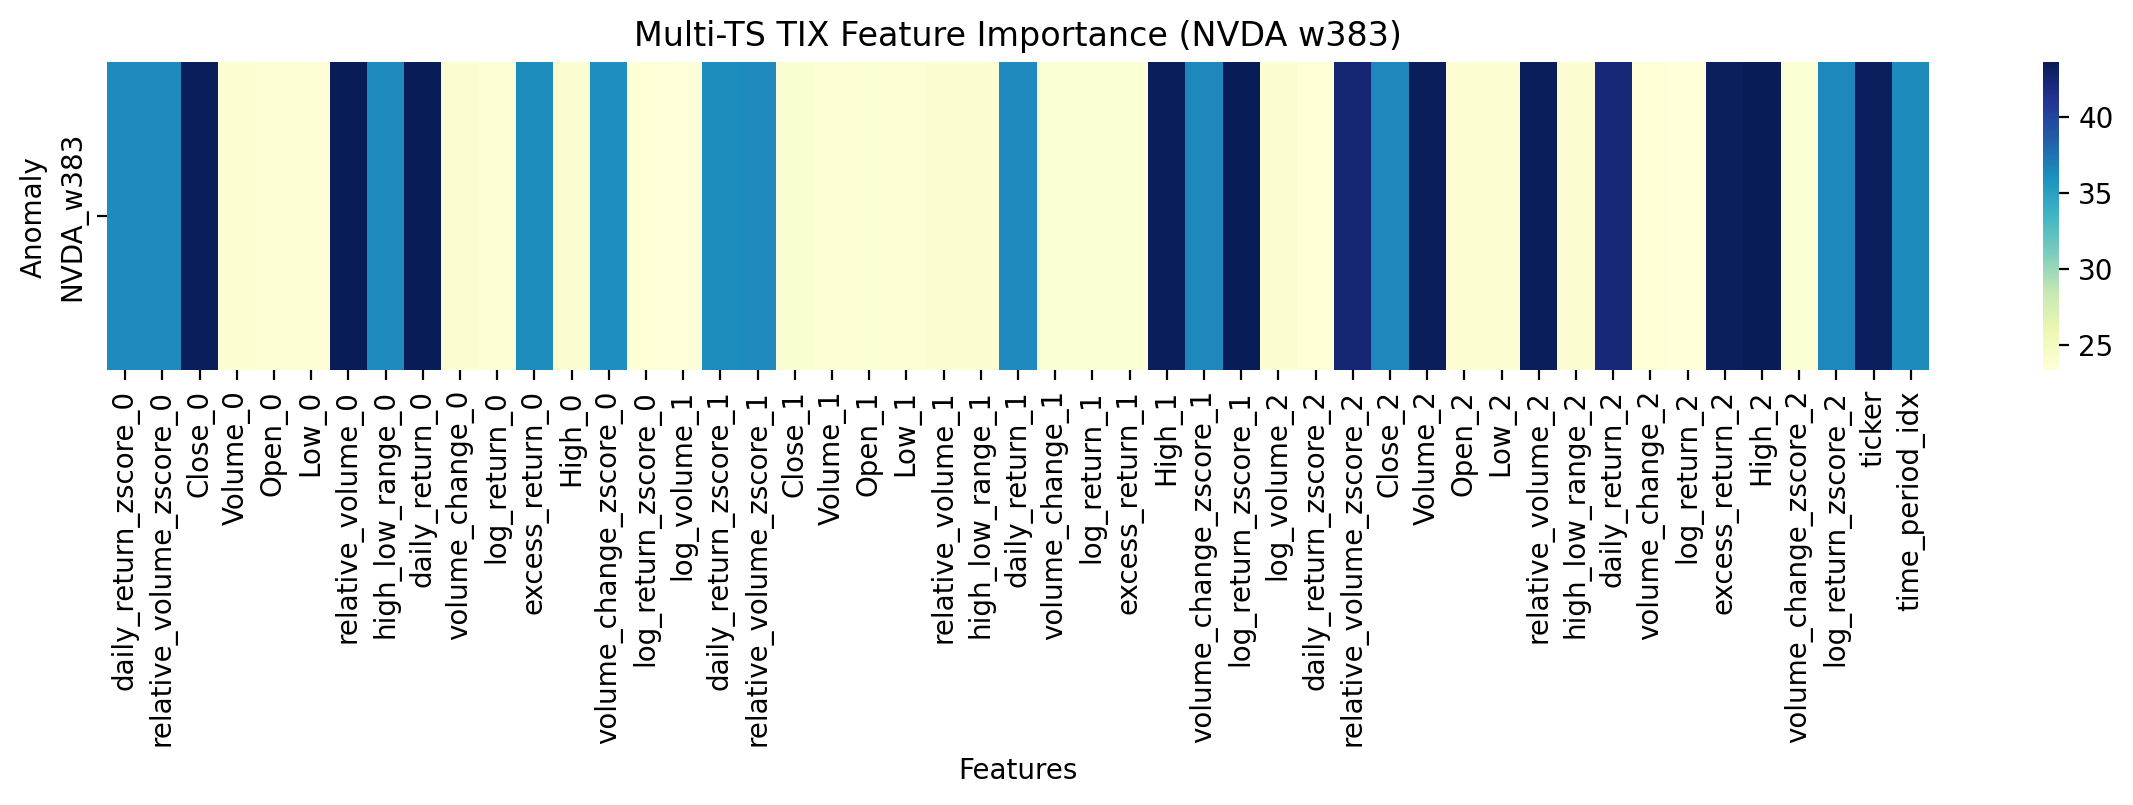 Multi-TS TIX Feature Importance (NVDA w383)
Anomaly
NVDA_w383
40
35
30
25
daily_return_zscore_0
relative_volume_zscore_0
Close_0
Volume_0
Open_0
Low_0
relative_volume_0
high_low_range_0
daily_return_0
volume_change_0
log_return_0
excess_return_0
High_0
volume_change_zscore_0
log_return_zscore_0
log_volume_1
daily_return_zscore_1
relative_volume_zscore_1
Close_1
Volume_1
Open_1
Low_1
relative_volume_1
high_low_range_1
daily_return_1
volume_change_1
log_return_1
excess_return_1
High_1
volume_change_zscore_1
log_return_zscore_1
log_volume_2
daily_return_zscore_2
relative_volume_zscore_2
Close_2
Volume_2
Open_2
Low_2
relative_volume_2
high_low_range_2
daily_return_2
volume_change_2
log_return_2
excess_return_2
High_2
volume_change_zscore_2
log_return_zscore_2
ticker
time_period_idx
Features